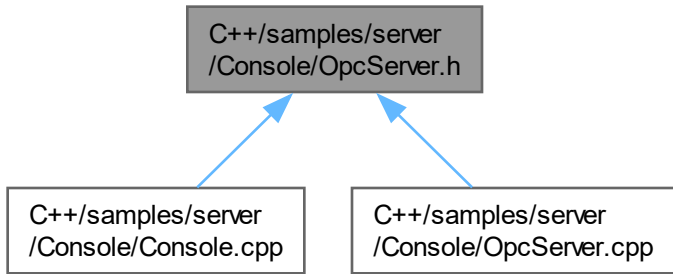 C++/samples/server
/Console/OpcServer.h
C++/samples/server
/Console/Console.cpp
C++/samples/server
/Console/OpcServer.cpp